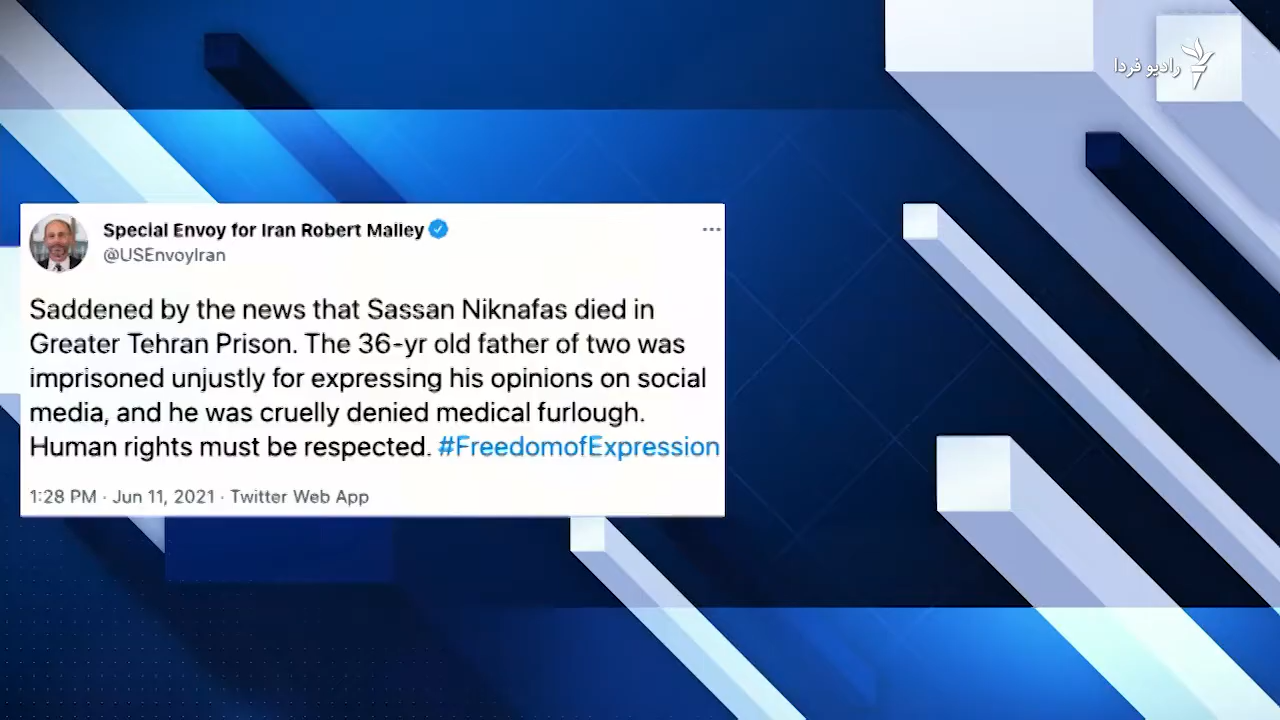 رادیو فردا
Special Envoy for Iran Robert Malley
@USEnvoyIran
Saddened by the news that Sassan Niknafas died in
Greater Tehran Prison. The 36-yr old father of two was
imprisoned unjustly for expressing his opinions on social
media, and he was cruelly denied medical furlough.
Human rights must be respected. #FreedomofExpression
1:28 PM · Jun 11, 2021 · Twitter Web App